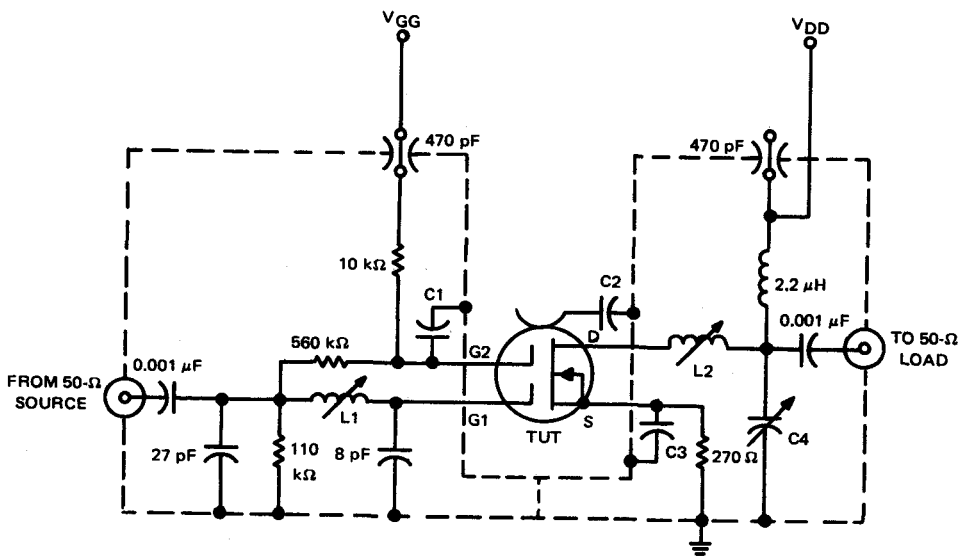 VGG
VDD
470 pF
470 pF
10 kΩ
C1
C2
2.2 μH
560 kΩ
G2
D
0.001 μF
TO 50-Ω
LOAD
0.001 μF
FROM 50-Ω
SOURCE
L1
G1
L2
TUT
S
27 pF
110
kΩ
8 pF
C3
270 Ω
C4